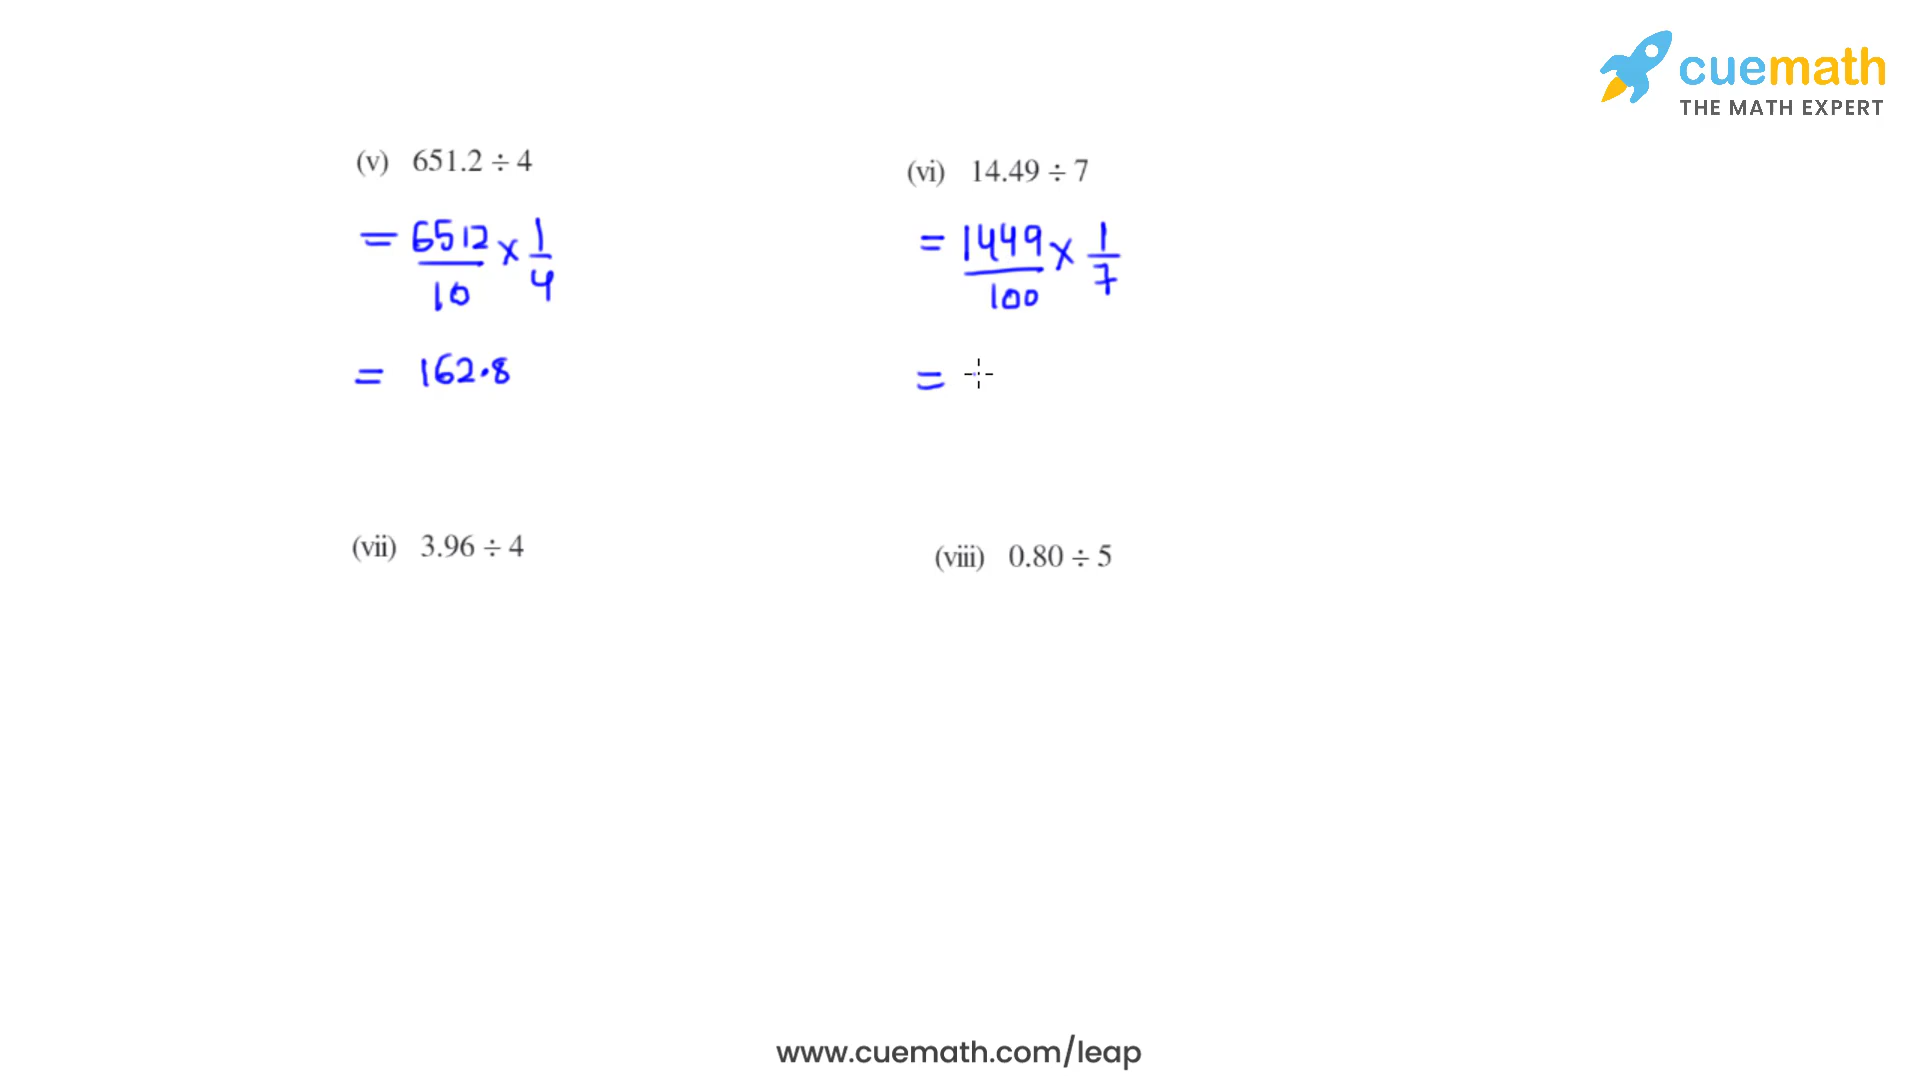 cuemath
THE MATH EXPERT
(v) 651.2 ÷ 4
= 6512/10 × 1/4
= 162.8
(vi) 14.49 ÷ 7
= 1449/100 × 1/7
=
(vii) 3.96 ÷ 4
(viii) 0.80 ÷ 5
www.cuemath.com/leap